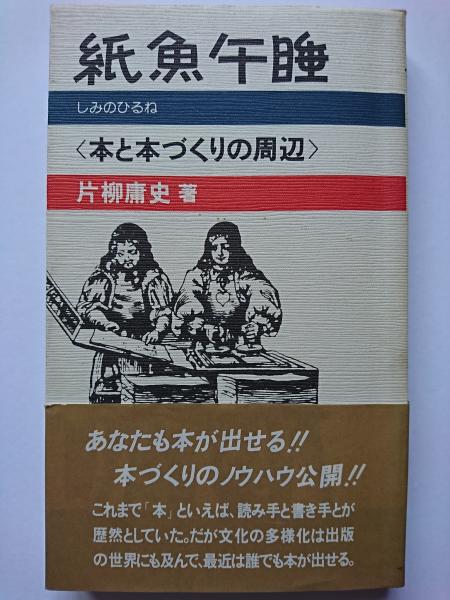 紙魚午睡
しみのひるね
〈本と本づくりの周辺〉
片柳庸史 著
あなたも本が出せる!!
本づくりのノウハウ公開!!
これまで「本」といえば、読み手と書き手とが
歴然としていた。だが文化の多様化は出版
の世界にも及んで、最近は誰でも本が出せる。